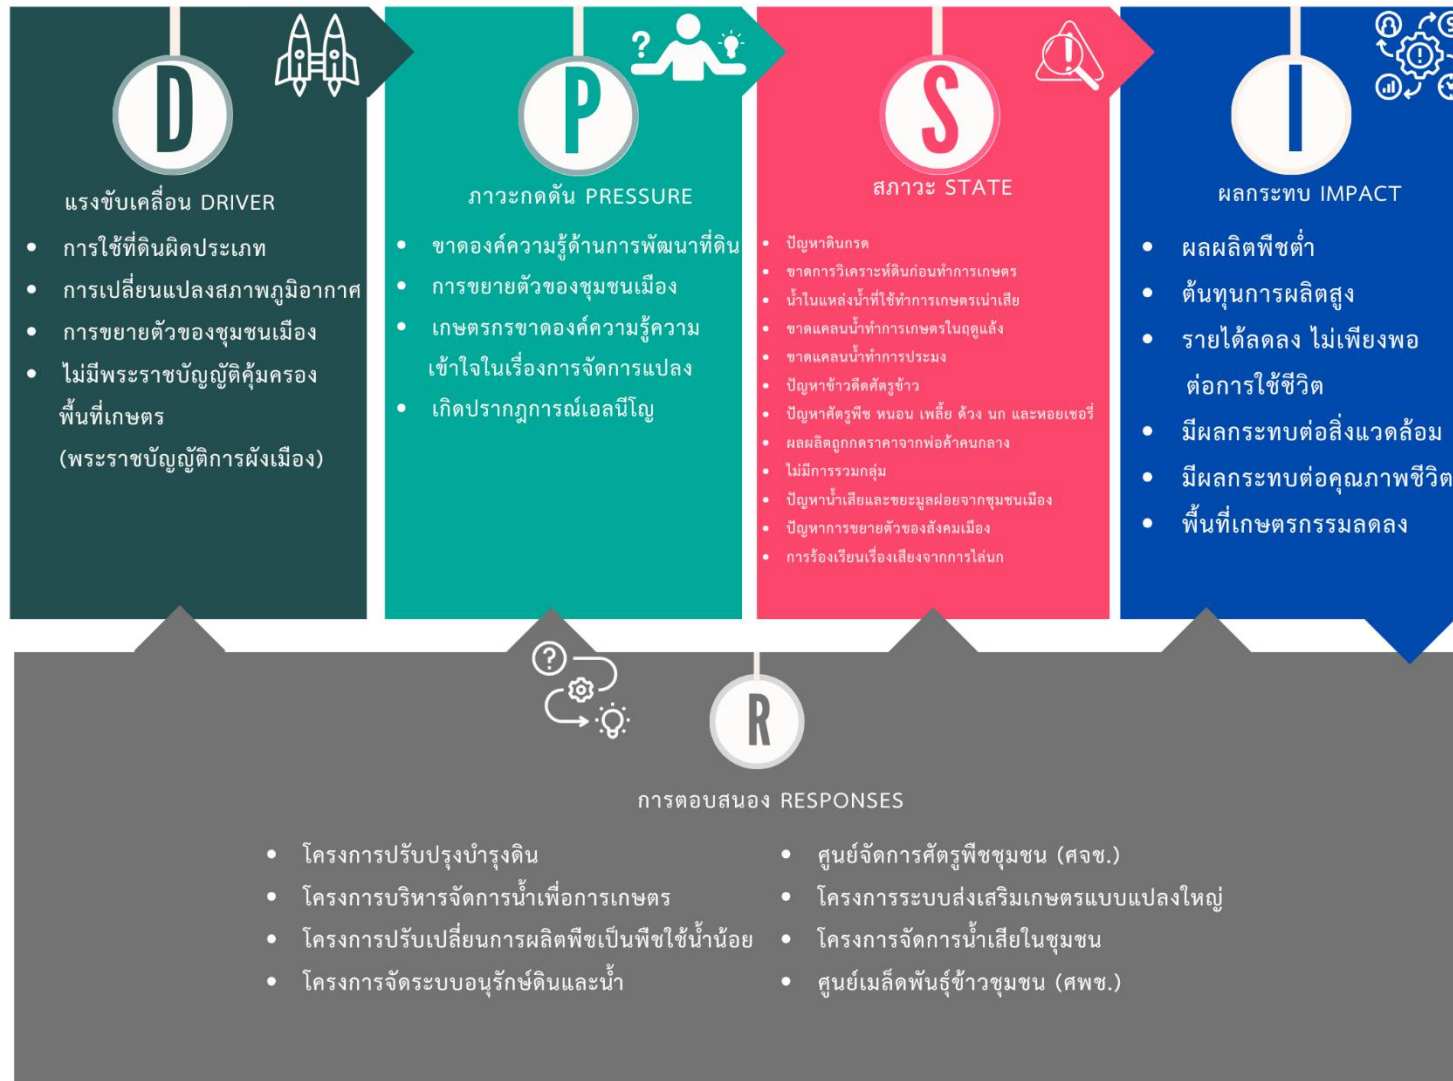 D
แรงขับเคลื่อน DRIVER
• การใช้ที่ดินผิดประเภท
• การเปลี่ยนแปลงสภาพภูมิอากาศ
• การขยายตัวของชุมชนเมือง
• ไม่มีพระราชบัญญัติคุ้มครอง
พื้นที่เกษตร
(พระราชบัญญัติการผังเมือง)
?
P
ภาวะกดดัน PRESSURE
• ขาดองค์ความรู้ด้านการพัฒนาที่ดิน
• การขยายตัวของชุมชนเมือง
• เกษตรกรขาดองค์ความรู้ความ
เข้าใจในเรื่องการจัดการแปลง
• เกิดปรากฎการณ์เอลนีโญ
S
สภาวะ STATE
• ปัญหาดินกรด
• ขาดการวิเคราะห์ดินก่อนทำการเกษตร
• น้ำในแหล่งน้ำที่ใช้ทำการเกษตรเน่าเสีย
• ขาดแคลนน้ำทำการเกษตรในฤดูแล้ง
• ขาดแคลนน้ำทำการประมง
• ปัญหาข้าวดีดศัตรูข้าว
• ปัญหาศัตรูพืช หนอน เพลี้ย ด้วง นก และหอยเชอรี่
• ผลผลิตถูกกดราคาจากพ่อค้าคนกลาง
• ไม่มีการรวมกลุ่ม
• ปัญหาน้ำเสียและขยะมูลฝอยจากชุมชนเมือง
• ปัญหาการขยายตัวของสังคมเมือง
• การร้องเรียนเรื่องเสียงจากการไล่นก
I
ผลกระทบ IMPACT
• ผลผลิตพืชต่ำ
• ต้นทุนการผลิตสูง
• รายได้ลดลง ไม่เพียงพอ
ต่อการใช้ชีวิต
• มีผลกระทบต่อสิ่งแวดล้อม
• มีผลกระทบต่อคุณภาพชีวิต
• พื้นที่เกษตรกรรมลดลง
?
R
การตอบสนอง RESPONSES
• โครงการปรับปรุงบำรุงดิน
• โครงการบริหารจัดการน้ำเพื่อการเกษตร
• โครงการปรับเปลี่ยนการผลิตพืชเป็นพืชใช้น้ำน้อย
• โครงการจัดระบบอนุรักษ์ดินและน้ำ
• ศูนย์จัดการศัตรูพืชชุมชน (ศจช.)
• โครงการระบบส่งเสริมเกษตรแบบแปลงใหญ่
• โครงการจัดการน้ำเสียในชุมชน
• ศูนย์เมล็ดพันธุ์ข้าวชุมชน (ศพช.)